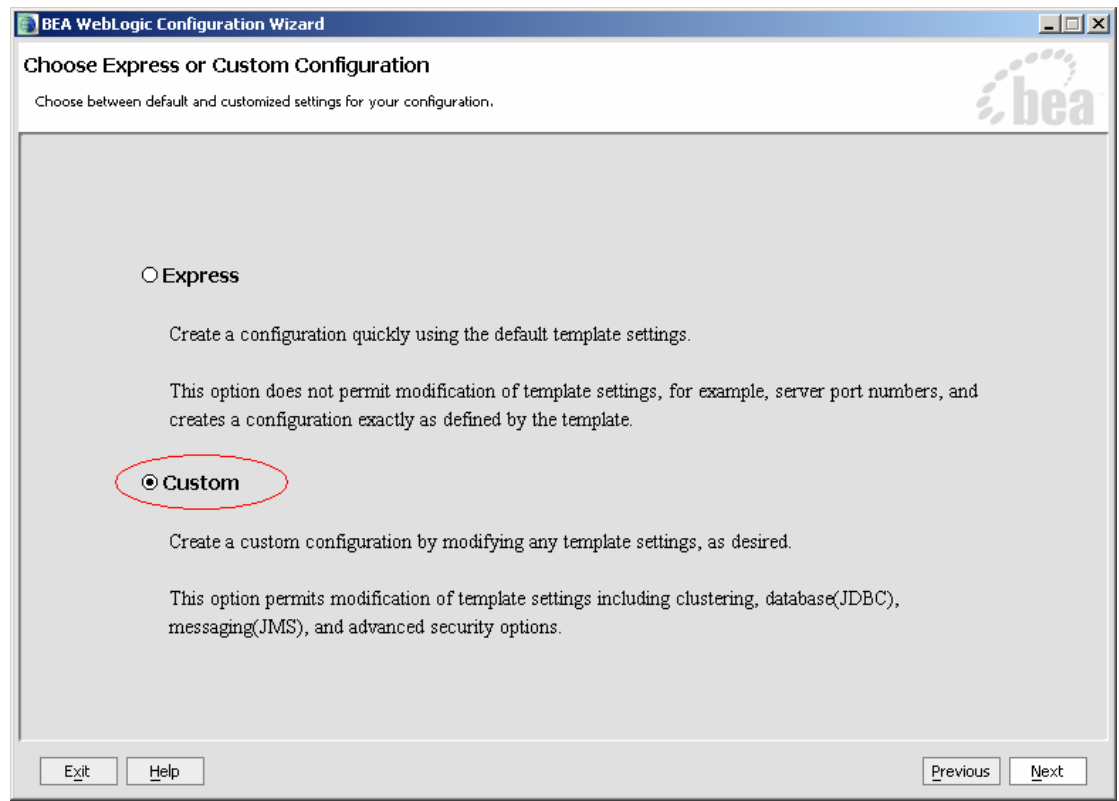 BEA WebLogic Configuration Wizard
Choose Express or Custom Configuration
Choose between default and customized settings for your configuration.
bea
Express
Create a configuration quickly using the default template settings.
This option does not permit modification of template settings, for example, server port numbers, and
creates a configuration exactly as defined by the template.
Custom
Create a custom configuration by modifying any template settings, as desired.
This option permits modification of template settings including clustering, database(JDBC),
messaging(JMS), and advanced security options.
Exit Help Previous Next